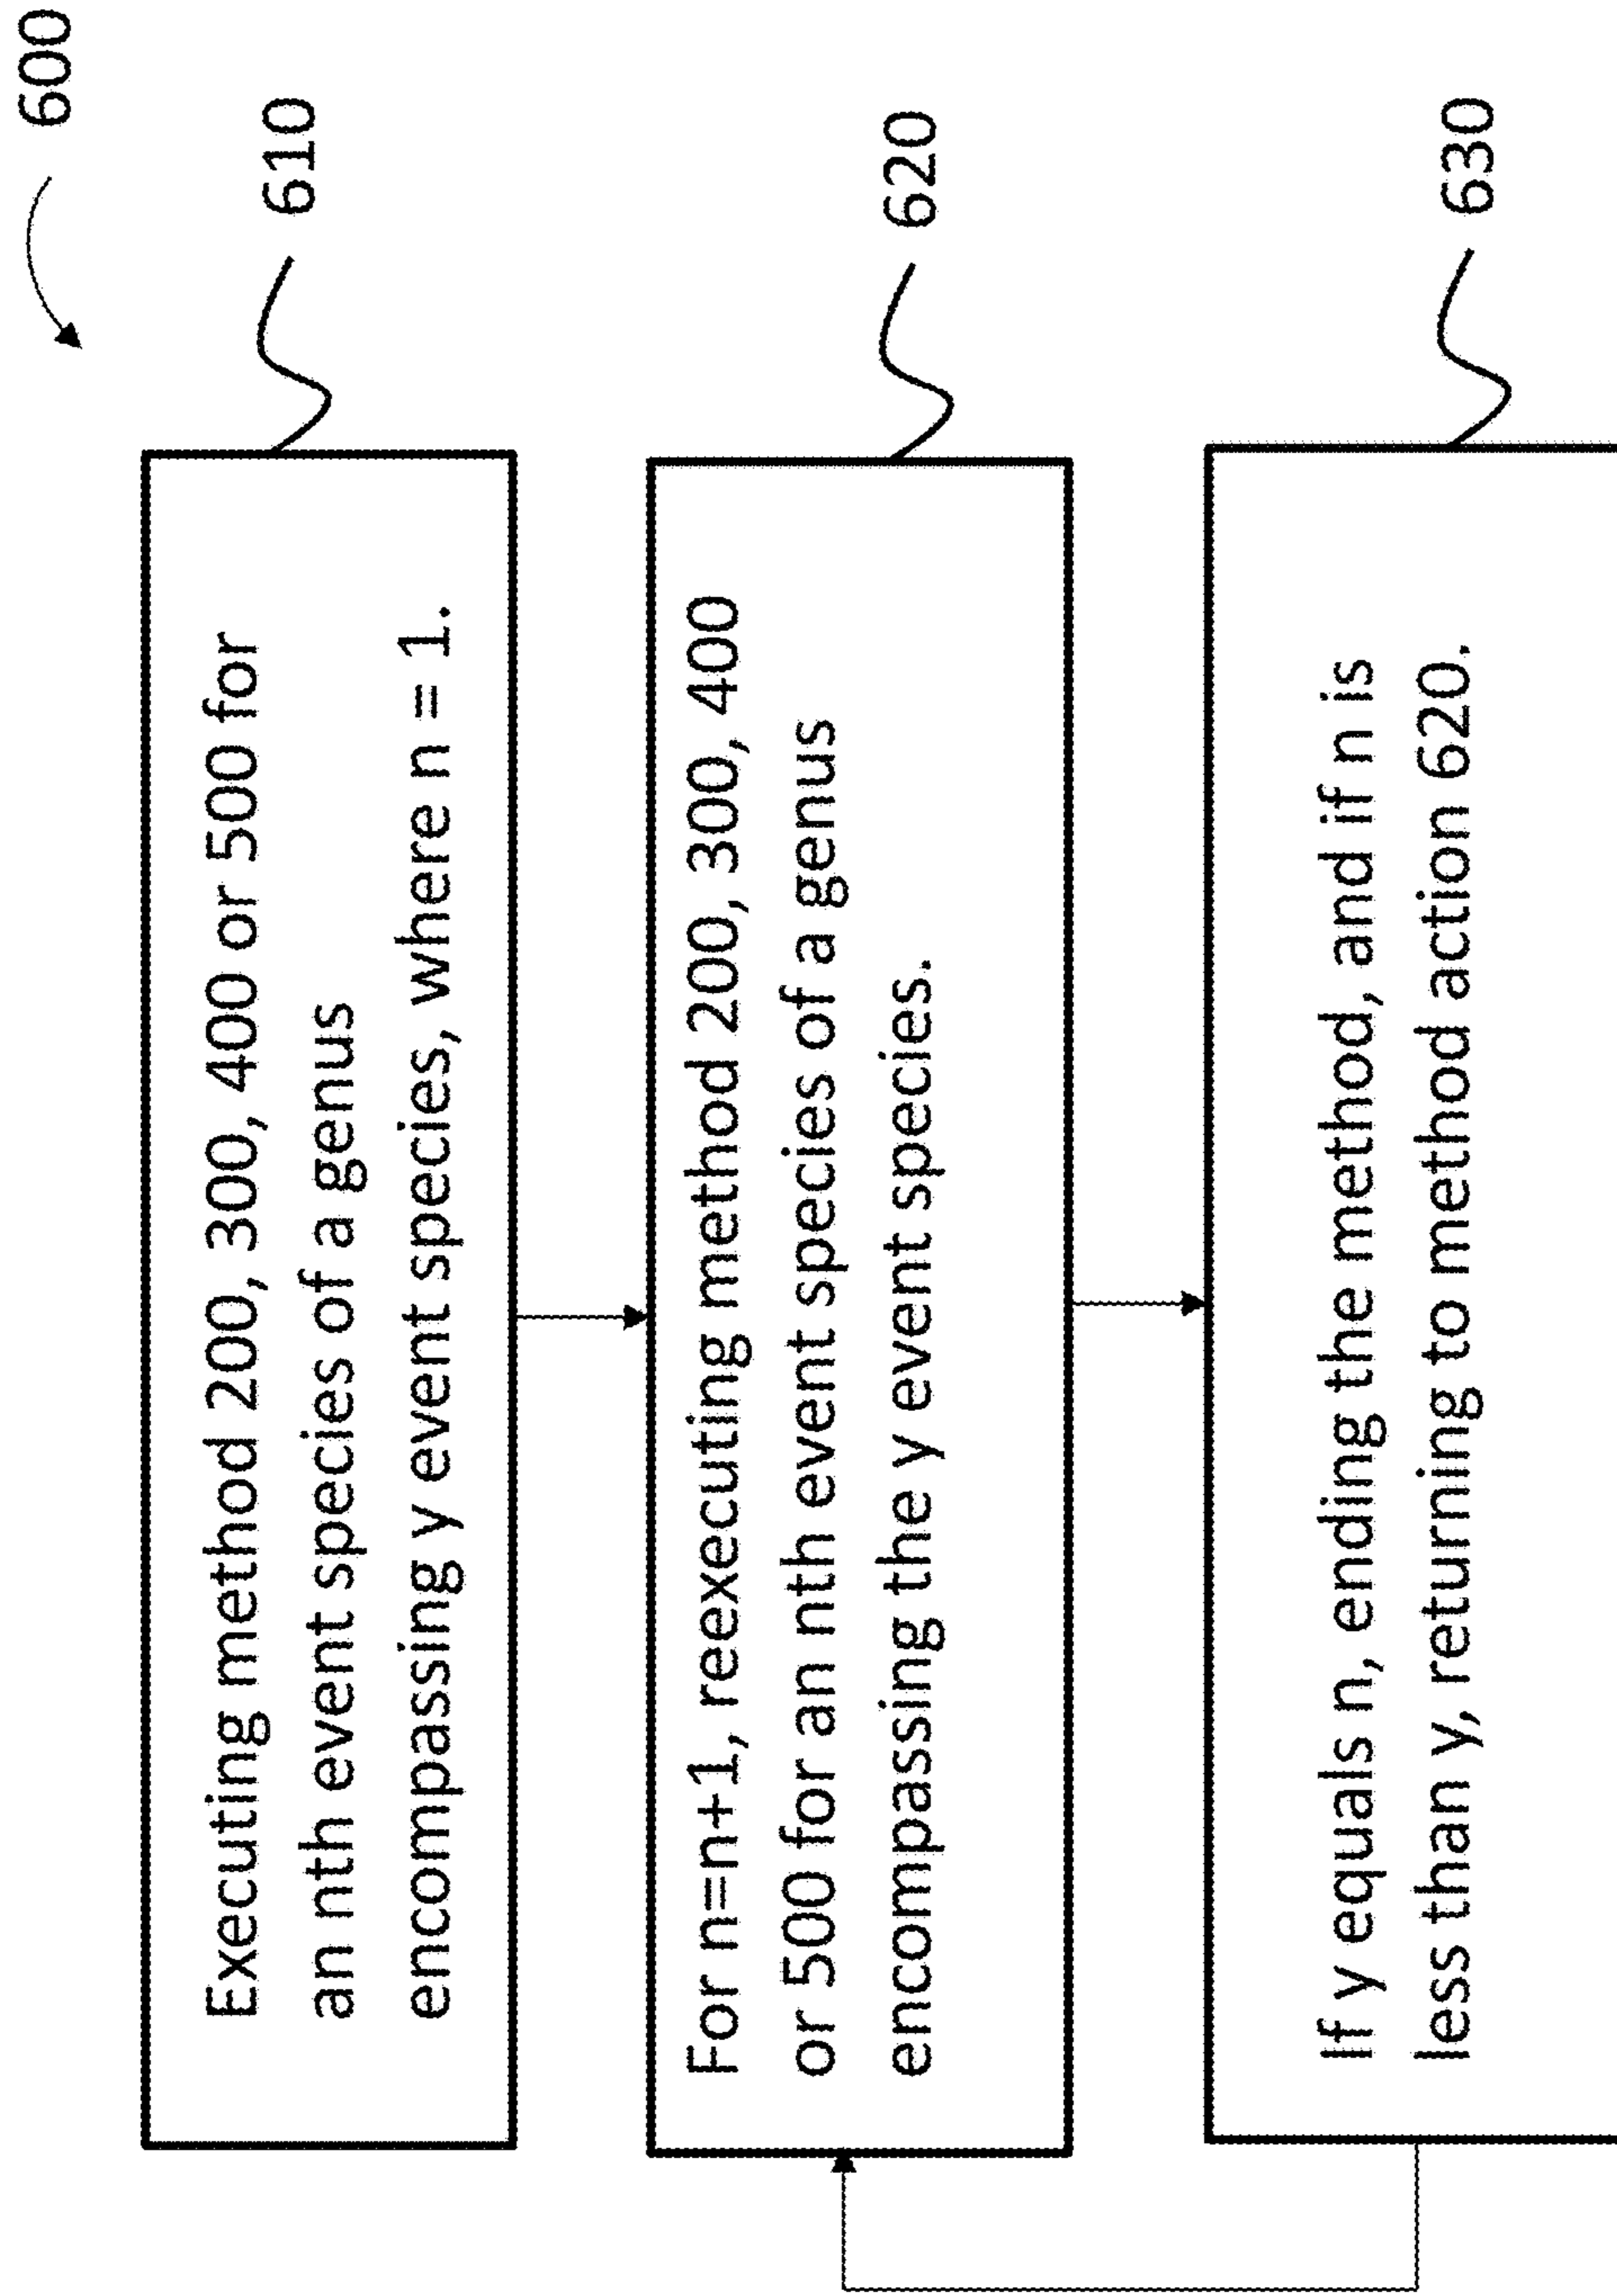 600
Executing method 200, 300, 400 or 500 for
an nth event species of a genus
encompassing y event species, where n = 1.
610
For n=n+1, reexecuting method 200, 300, 400
or 500 for an nth event species of a genus
encompassing the y event species.
620
If y equals n, ending the method, and if n is
less than y, returning to method action 620.
630